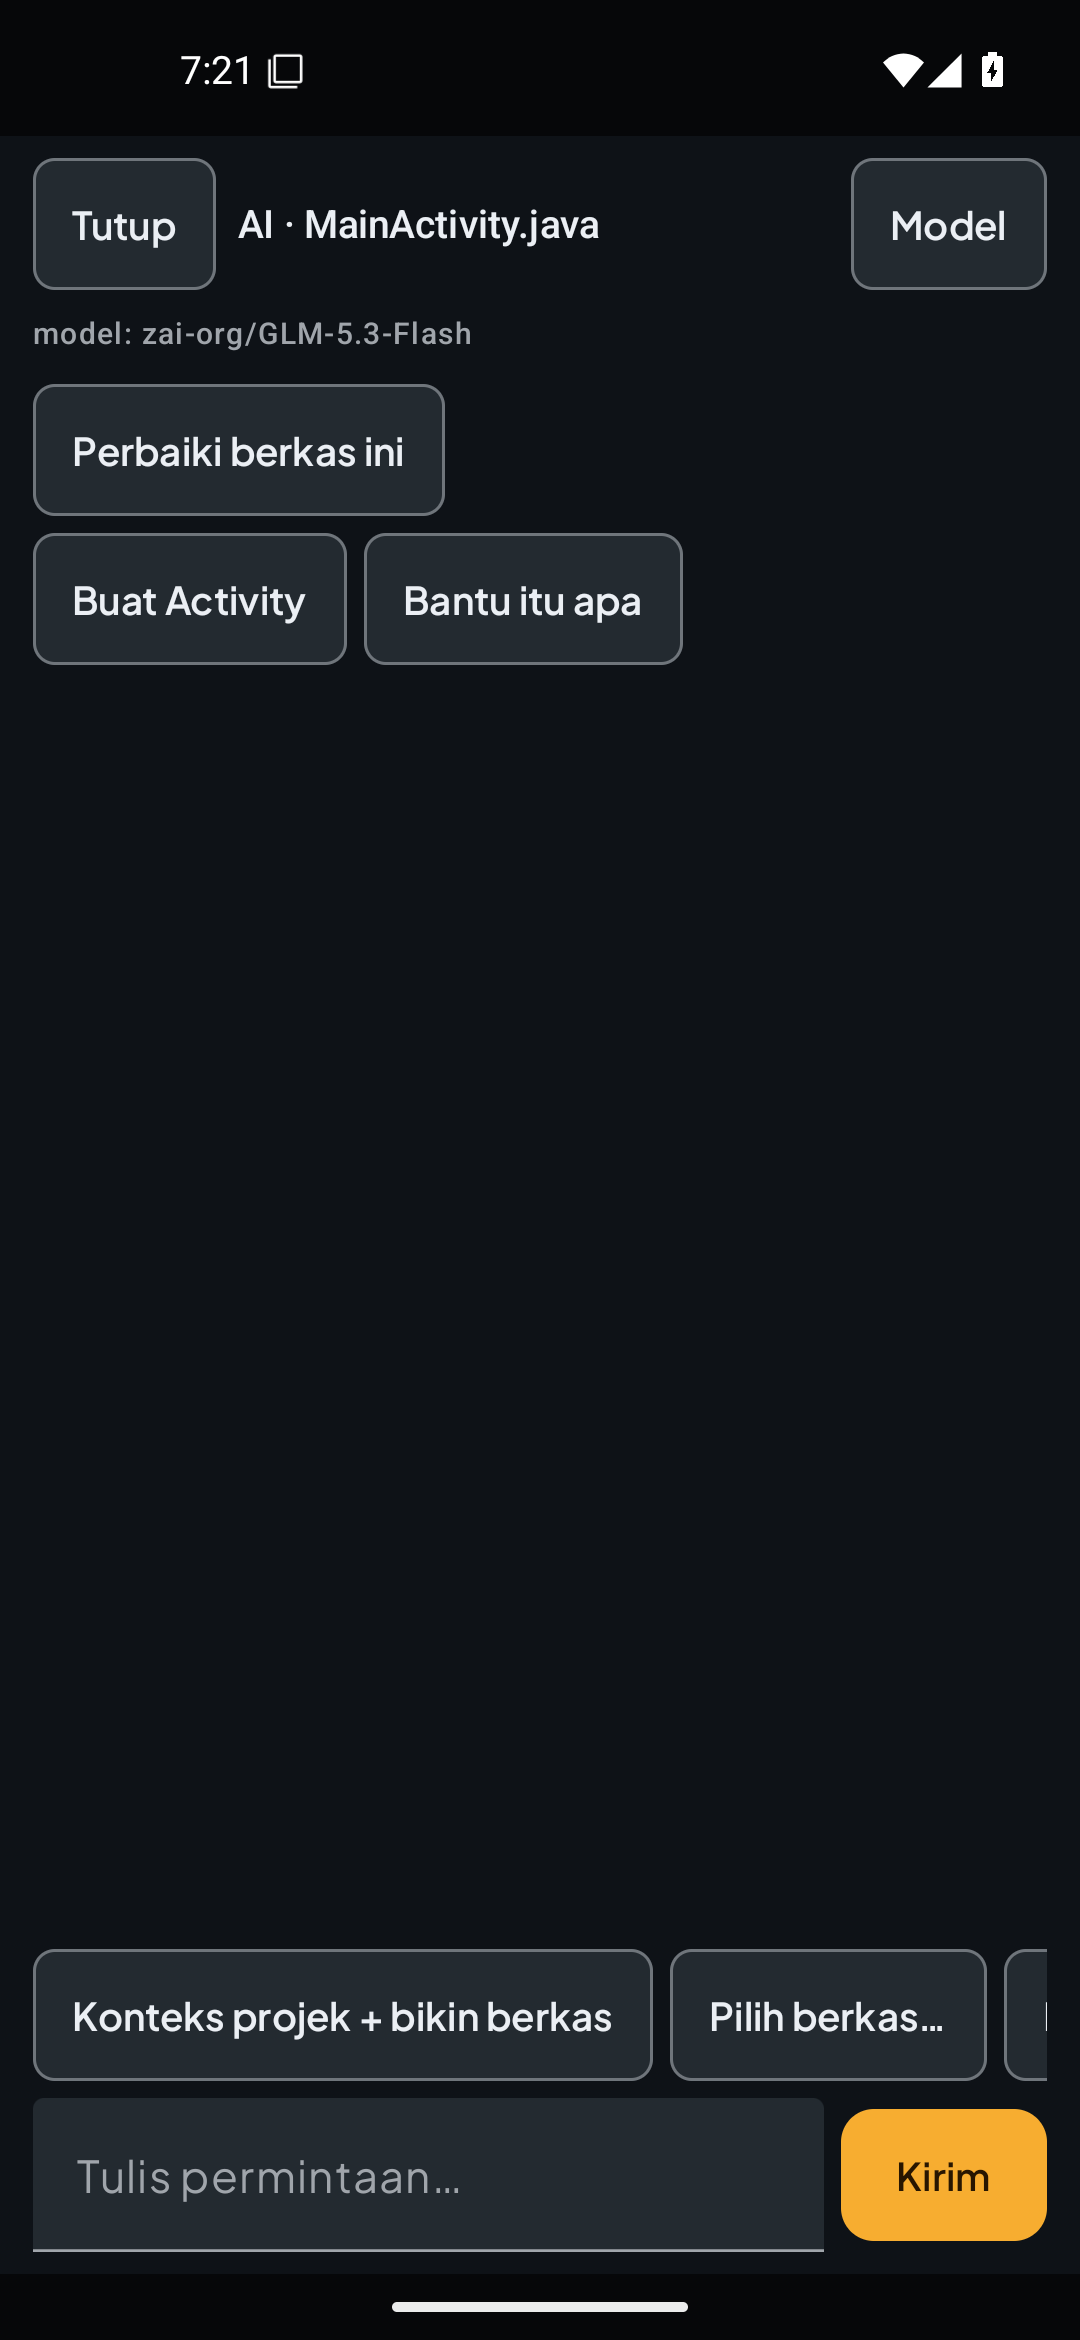 7:21
Tutup AI · MainActivity.java Model
model: zai-org/GLM-5.3-Flash
Perbaiki berkas ini
Buat Activity Bantu itu apa
Konteks projek + bikin berkas Pilih berkas...
Tulis permintaan... Kirim